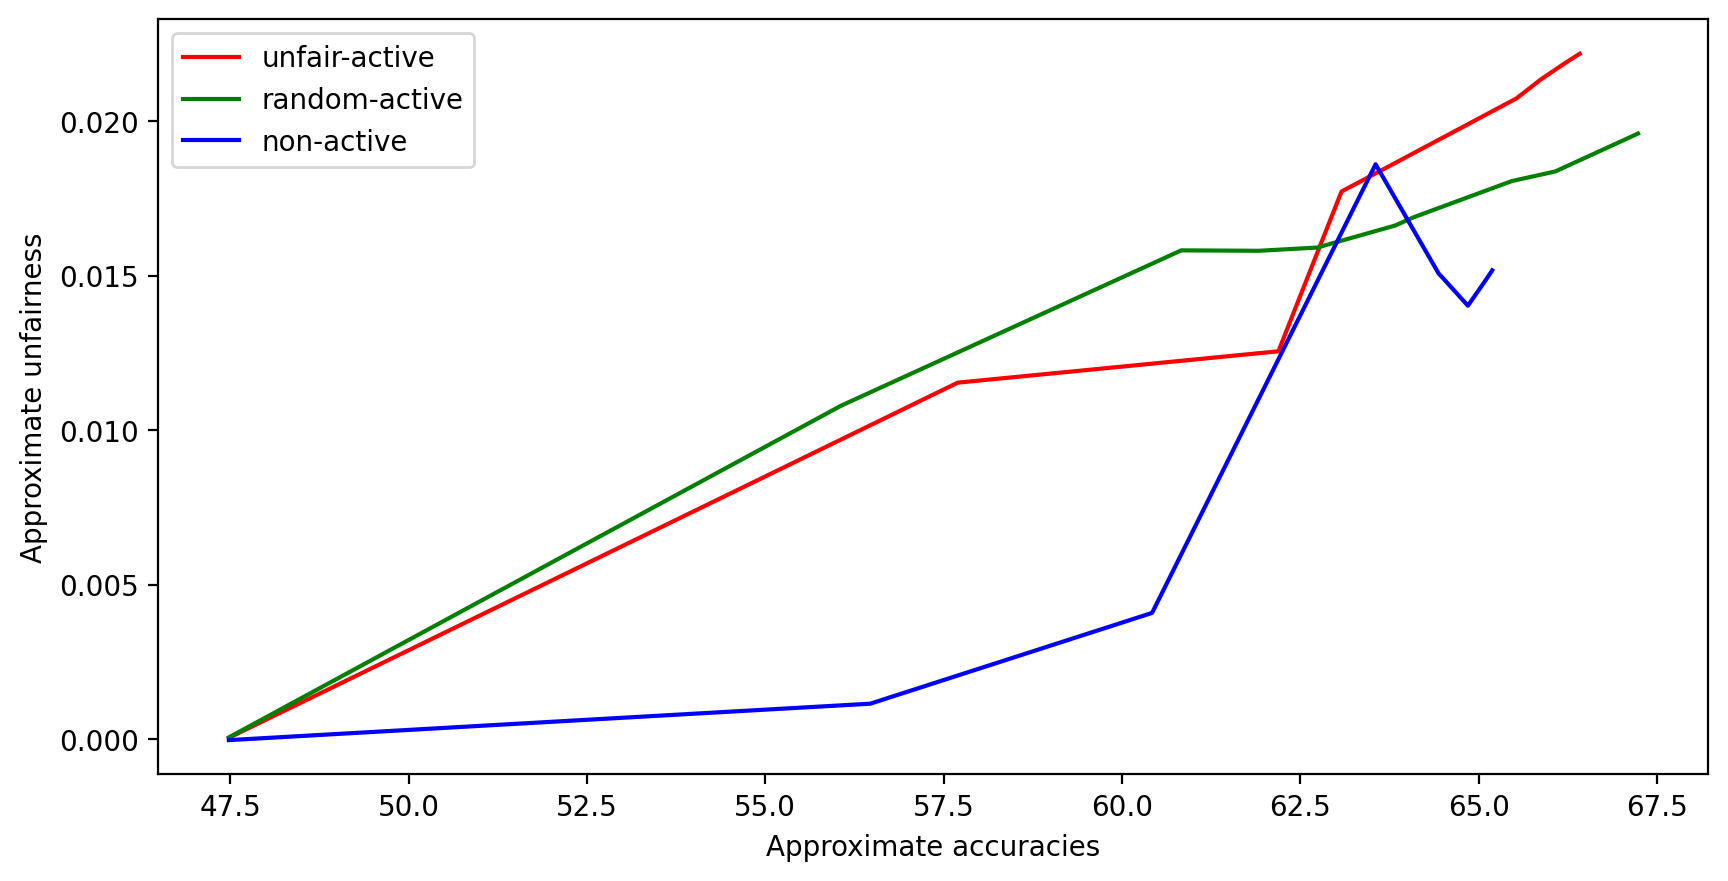 unfair-active
random-active
non-active
Approximate unfairness
0.020
0.015
0.010
0.005
0.000
47.5 50.0 52.5 55.0 57.5 60.0 62.5 65.0 67.5
Approximate accuracies